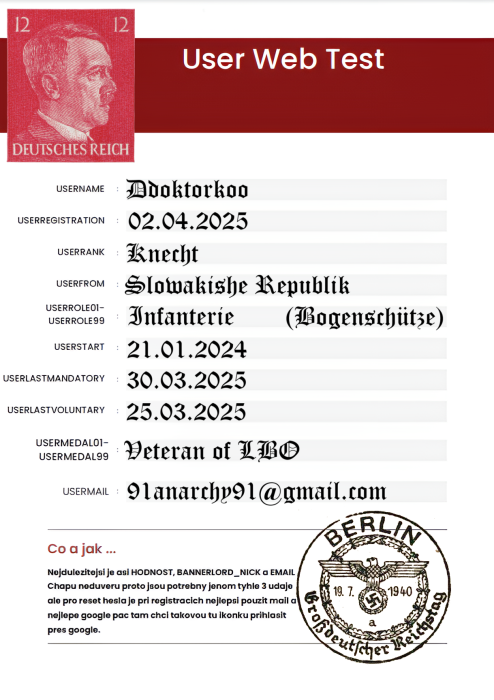 12 12
User Web Test
DEUTSCHES REICH
USERNAME : Ddoktorkoo
USERREGISTRATION : 02.04.2025
USERRANK : Knecht
USERFROM : Slowakishe Republik
USERROLE01-
USERROLE99 : Infanterie (Bogenschütze)
USERSTART : 21.01.2024
USERLASTMANDATORY : 30.03.2025
USERLASTVOLUNTARY : 25.03.2025
USERMEDAL01-
USERMEDAL99 : Veteran of LBO
USERMAIL : 91anarchy91@gmail.com
Co a jak ...
Nejdulezitejsi je asi HODNOST, BANNERLORD_NICK a EMAIL
Chapu neduveru proto jsou potrebny jenom tyhle 3 udaje
ale pro reset hesla je pri registracich nejlepsi pouzit mail a
nejlepe google pac tam chci takovou tu ikonku prihlasit
pres google.
BERLIN
19. 7. 1940
a
Großdeutscher Reichstag